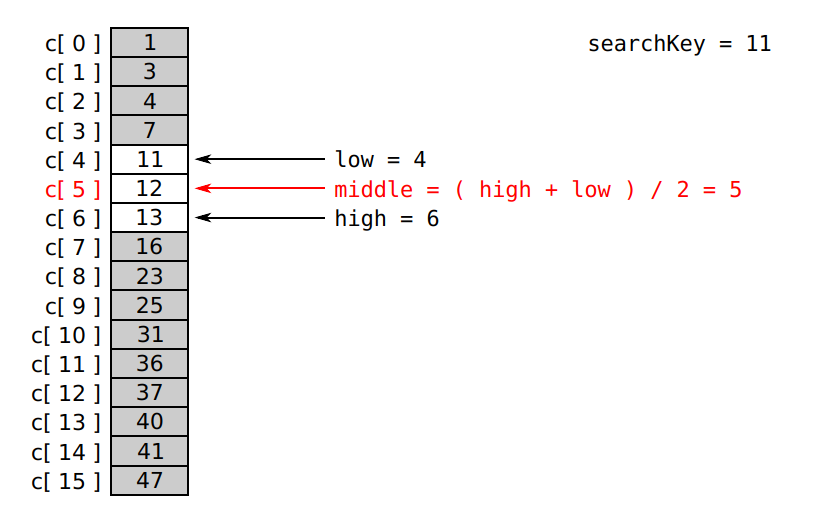 searchKey = 11
c[ 0 ] 1
c[ 1 ] 3
c[ 2 ] 4
c[ 3 ] 7
c[ 4 ] 11 low = 4
c[ 5 ] 12 middle = ( high + low ) / 2 = 5
c[ 6 ] 13 high = 6
c[ 7 ] 16
c[ 8 ] 23
c[ 9 ] 25
c[ 10 ] 31
c[ 11 ] 36
c[ 12 ] 37
c[ 13 ] 40
c[ 14 ] 41
c[ 15 ] 47